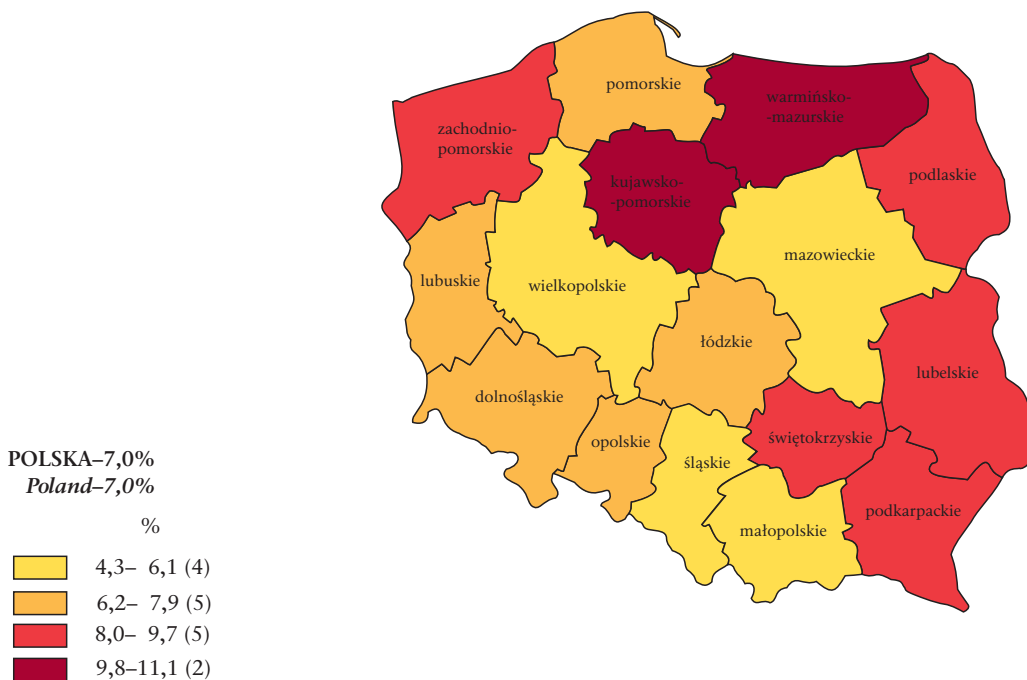 pomorskie
warmińsko-
-mazurskie
zachodnio-
pomorskie
podlaskie
kujawsko-
-pomorskie
mazowieckie
lubuskie
wielkopolskie
łódzkie
lubelskie
dolnośląskie
opolskie
świętokrzyskie
śląskie
podkarpackie
małopolskie
POLSKA–7,0%
Poland–7,0%
%
4,3– 6,1 (4)
6,2– 7,9 (5)
8,0– 9,7 (5)
9,8–11,1 (2)